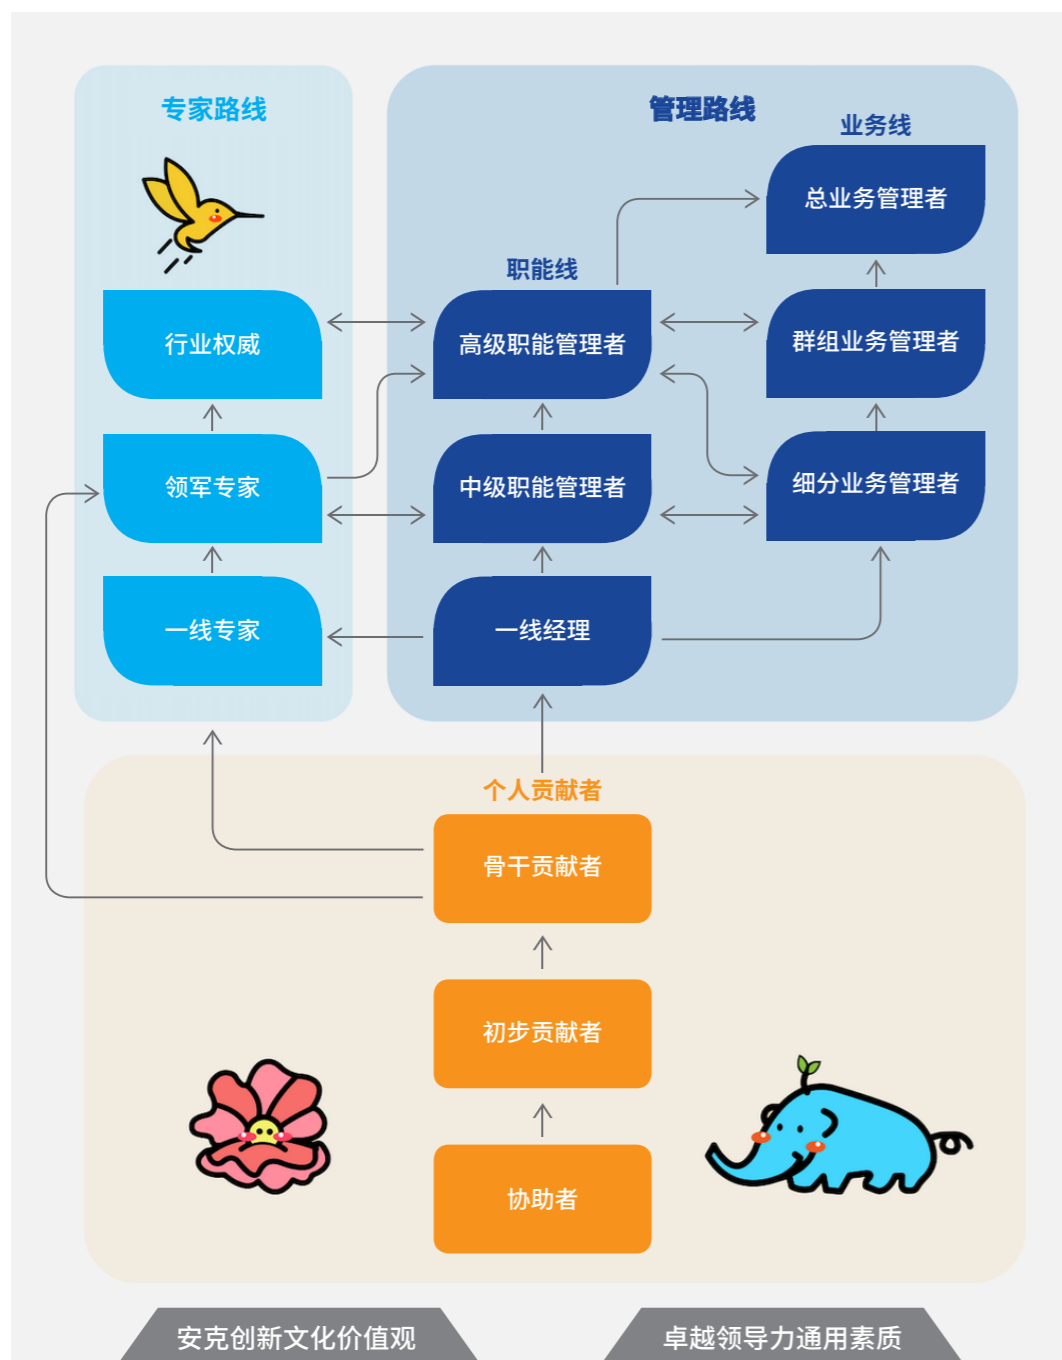 专家路线
管理路线
业务线
总业务管理者
职能线
行业权威
高级职能管理者
群组业务管理者
领军专家
中级职能管理者
细分业务管理者
一线专家
一线经理
个人贡献者
骨干贡献者
初步贡献者
协助者
安克创新文化价值观
卓越领导力通用素质